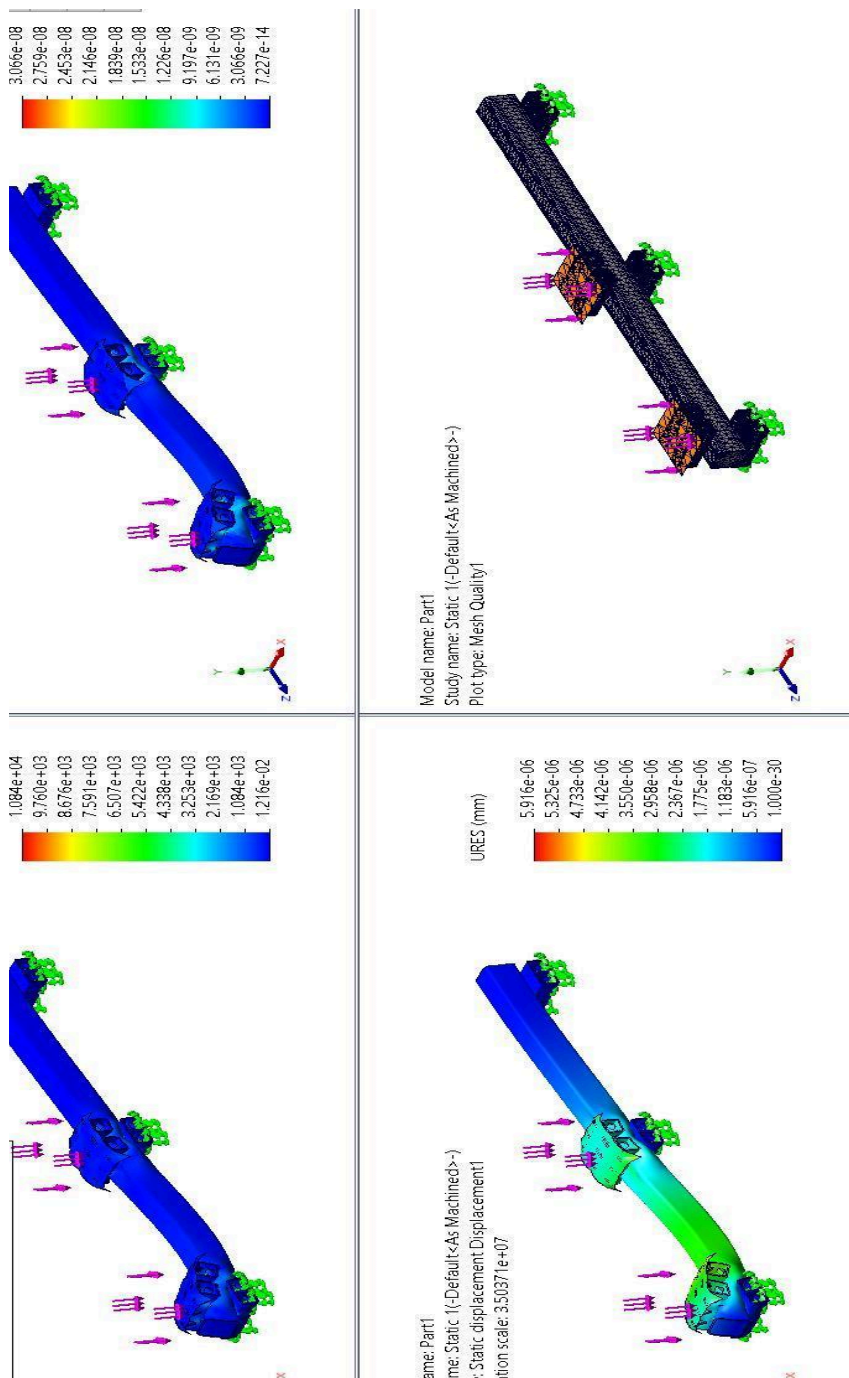 1.084e+04
9.760e+03
8.676e+03
7.591e+03
6.507e+03
5.422e+03
4.338e+03
3.253e+03
2.169e+03
1.084e+03
1.216e-02
X
3.066e-08
2.759e-08
2.453e-08
2.146e-08
1.839e-08
1.533e-08
1.226e-08
9.197e-09
6.131e-09
3.066e-09
7.227e-14
Y
X
Z
ame: Part1
me: Static 1(-Default<As Machined>-)
: Static displacement Displacement1
tion scale: 3.50371e+07
URES (mm)
5.916e-06
5.325e-06
4.733e-06
4.142e-06
3.550e-06
2.958e-06
2.367e-06
1.775e-06
1.183e-06
5.916e-07
1.000e-30
X
Model name: Part1
Study name: Static 1(-Default<As Machined>-)
Plot type: Mesh Quality1
Y
X
Z